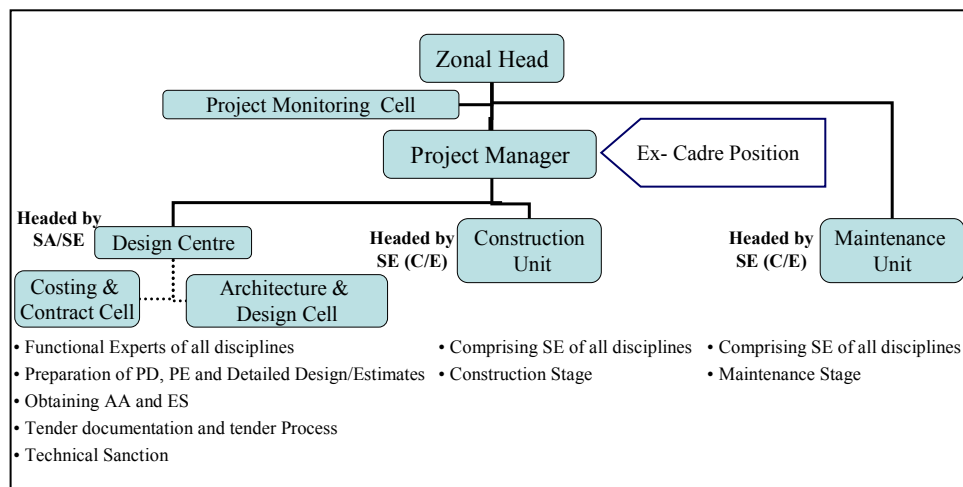 Zonal Head
Project Monitoring Cell
Project Manager
Ex- Cadre Position
Headed by
SA/SE
Design Centre
Headed by
SE (C/E)
Construction
Unit
Headed by
SE (C/E)
Maintenance
Unit
Costing &
Contract Cell
Architecture &
Design Cell
• Functional Experts of all disciplines
• Preparation of PD, PE and Detailed Design/Estimates
• Obtaining AA and ES
• Tender documentation and tender Process
• Technical Sanction
• Comprising SE of all disciplines
• Construction Stage
• Comprising SE of all disciplines
• Maintenance Stage